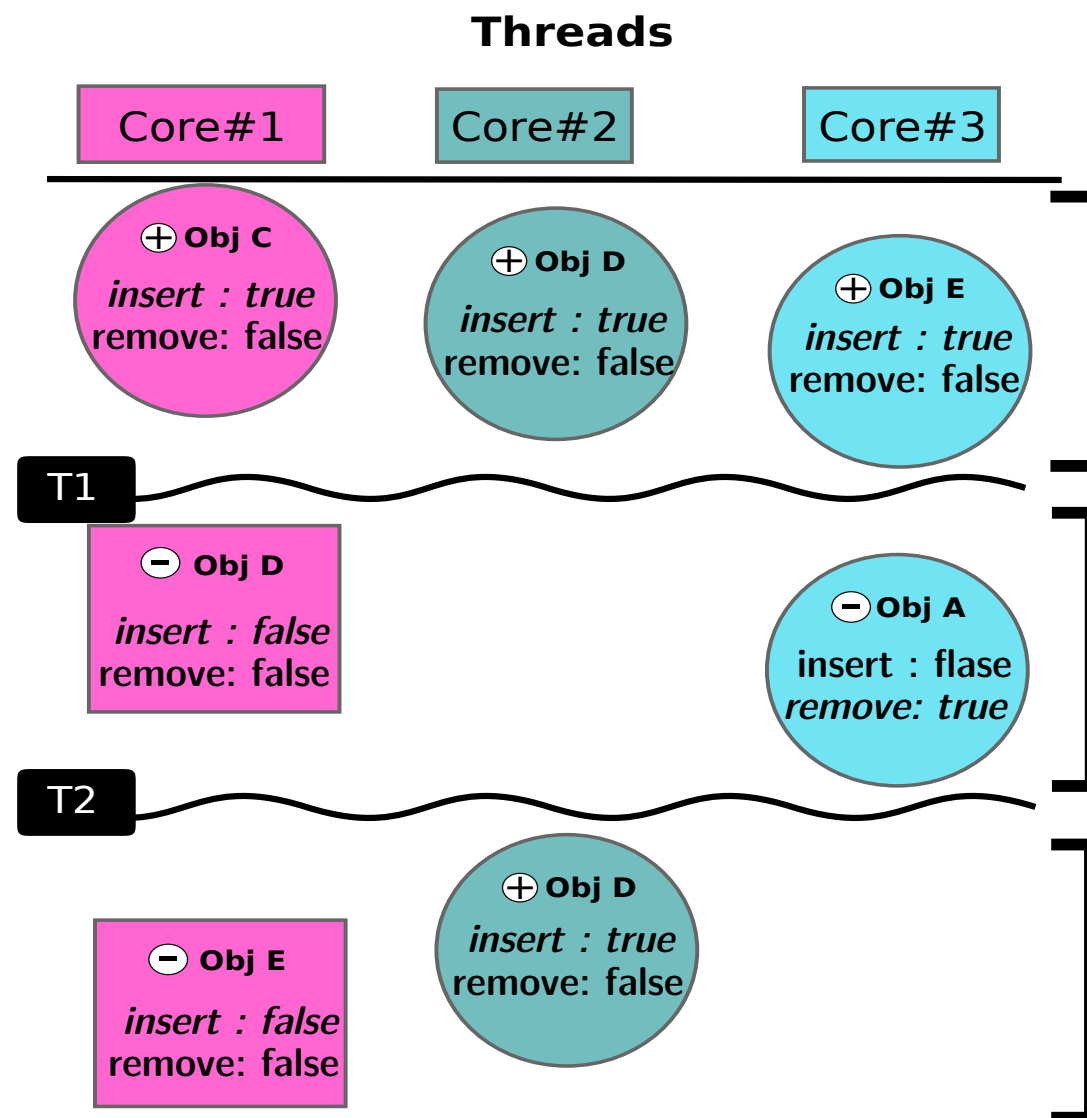 Threads
Core#1
Core#2
Core#3
+ Obj C
insert : true
remove: false
+ Obj D
insert : true
remove: false
+ Obj E
insert : true
remove: false
T1
- Obj D
insert : false
remove: false
- Obj A
insert : flase
remove: true
T2
+ Obj D
insert : true
remove: false
- Obj E
insert : false
remove: false